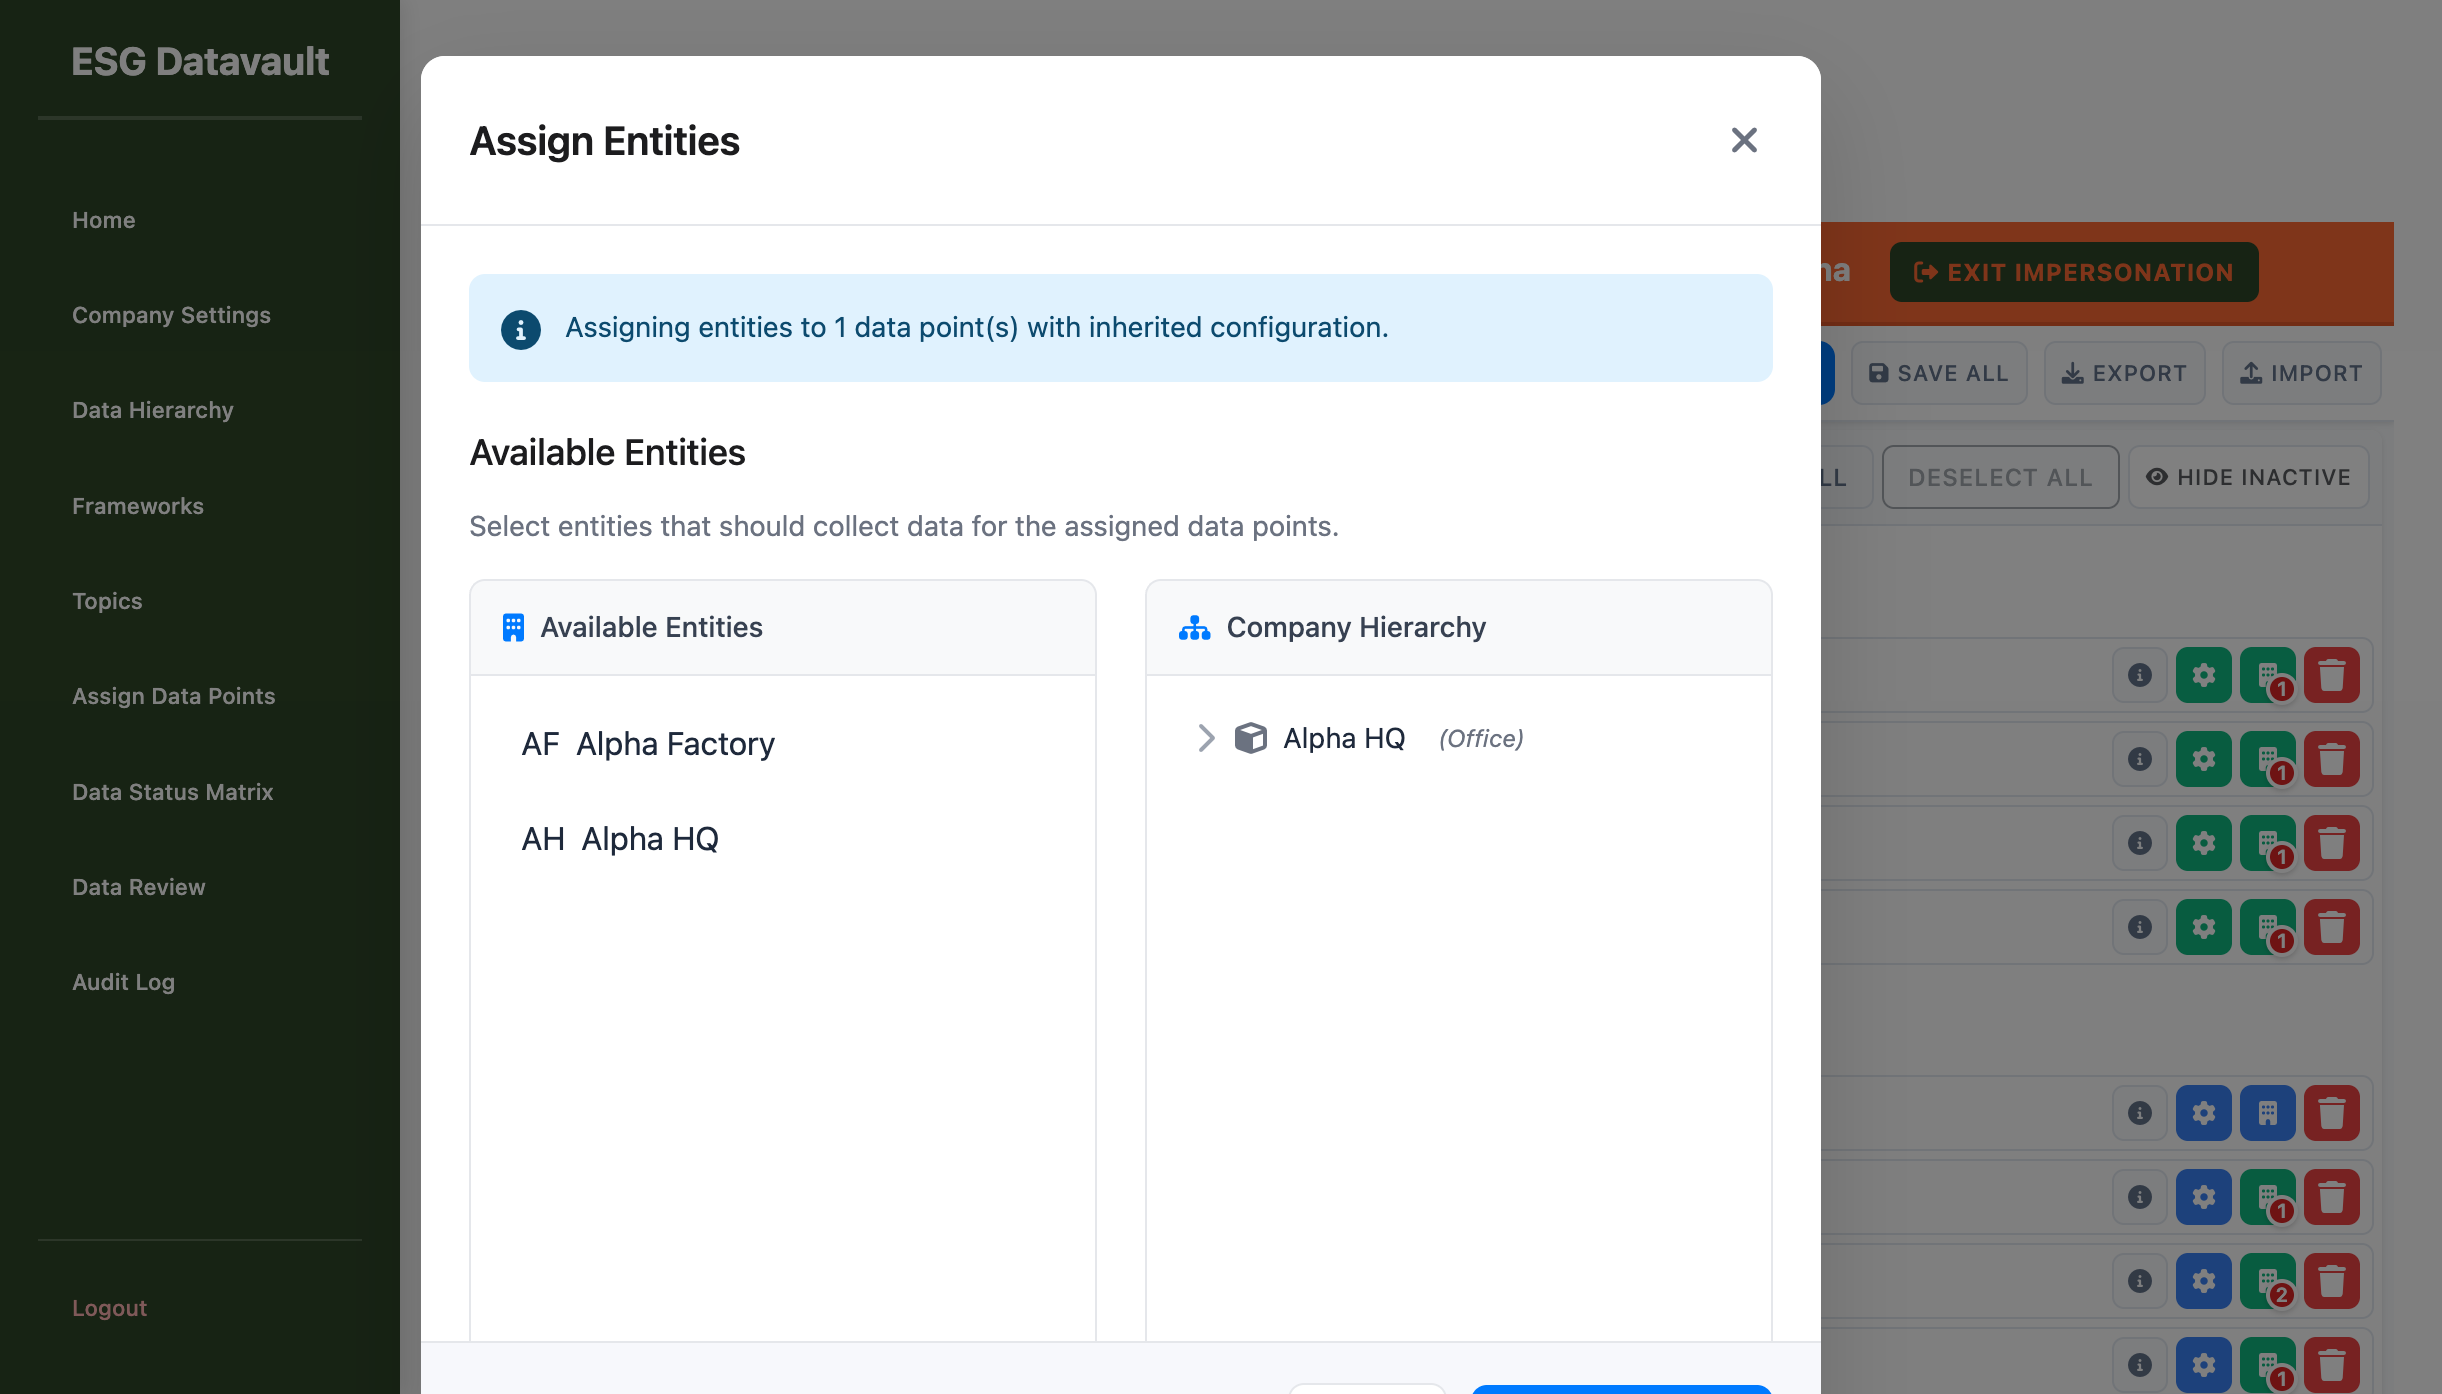 ESG Datavault
Home
Company Settings
Data Hierarchy
Frameworks
Topics
Assign Data Points
Data Status Matrix
Data Review
Audit Log
Logout
Assign Entities
Assigning entities to 1 data point(s) with inherited configuration.
Available Entities
Select entities that should collect data for the assigned data points.
Available Entities
AF Alpha Factory
AH Alpha HQ
Company Hierarchy
Alpha HQ (Office)
EXIT IMPERSONATION
SAVE ALL
EXPORT
IMPORT
DESELECT ALL
HIDE INACTIVE
1
1
1
1
1
2
1